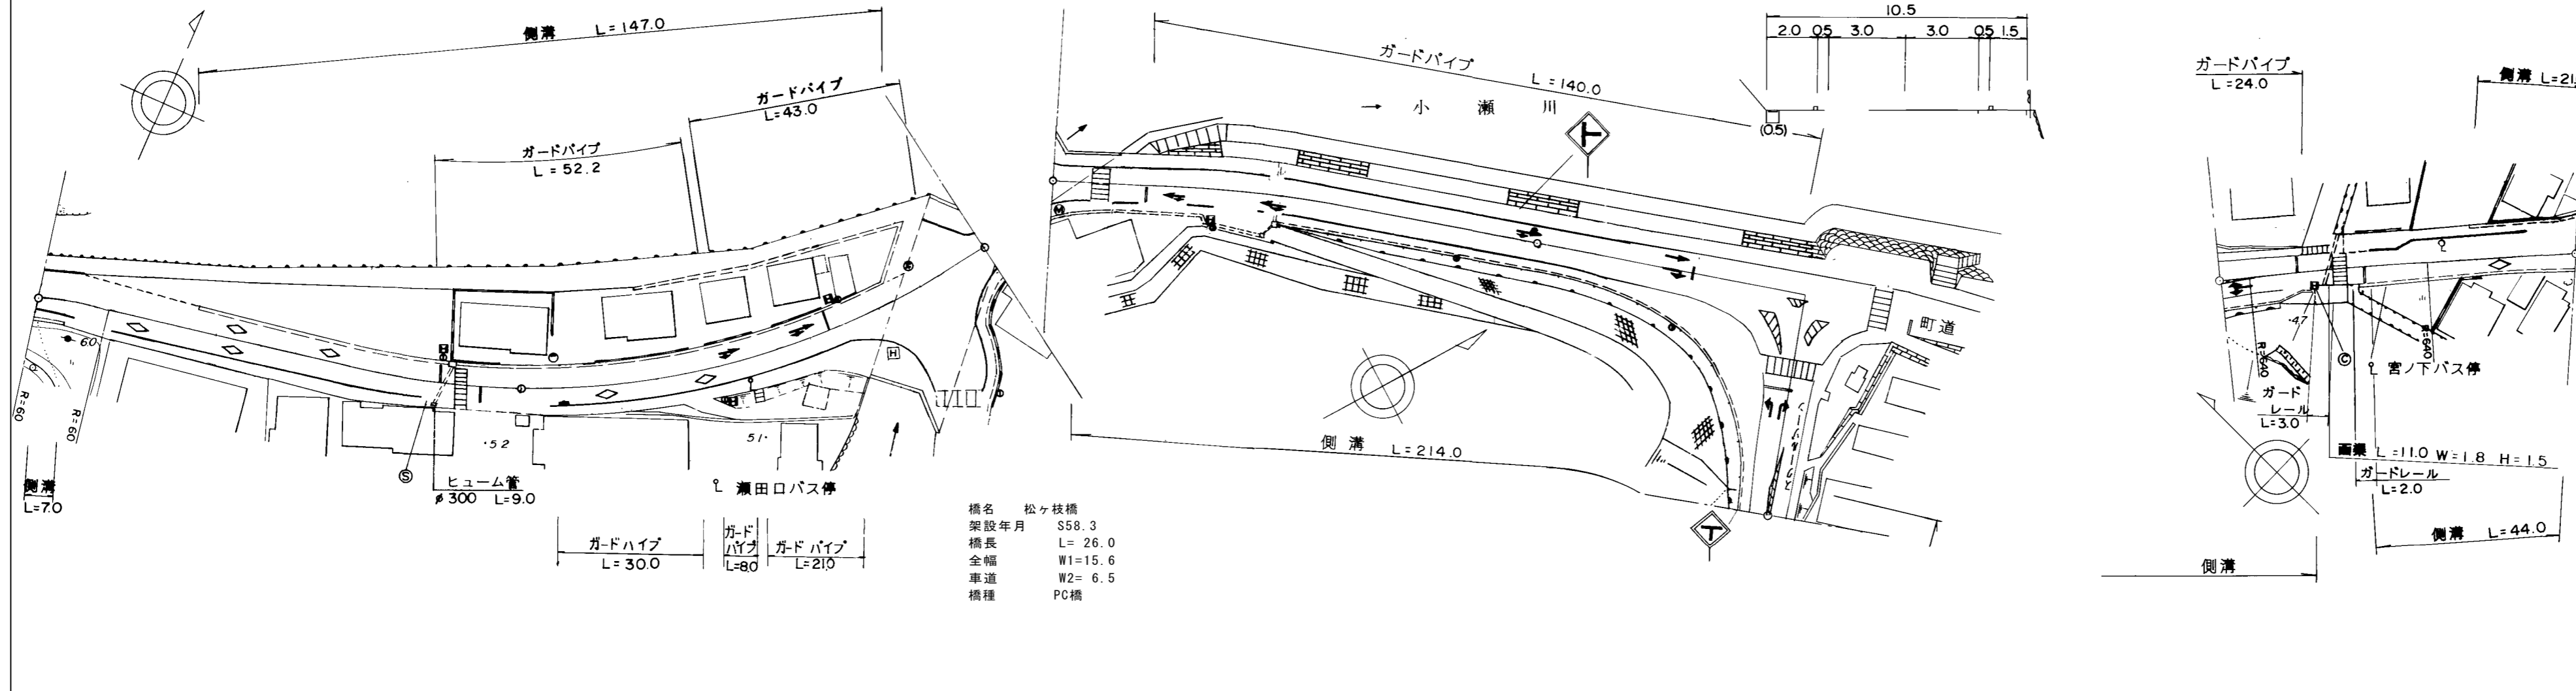 側溝 L=147.0
ガードパイプ
L=43.0
ガードパイプ
L=52.2
60
R=60
R=60
側溝
L=7.0
S
ヒューム管
φ300 L=9.0
・52
51・
H
瀬田口バス停
ガードハイプ
L=30.0
ガード
パイプ
L=8.0
ガードパイプ
L=21.0
橋名 松ヶ枝橋
架設年月 S58.3
橋長 L= 26.0
全幅 W1=15.6
車道 W2= 6.5
橋種 PC橋
ガードパイプ
L=140.0
→ 小瀬川
M
10.5
2.0 0.5 3.0 3.0 0.5 1.5
(0.5)
町道
側溝 L=214.0
ガードパイプ
L=24.0
側溝 L=21.
・47
R=640
R=640
C
宮ノ下バス停
ガード
レール
L=3.0
L=11.0 W=1.8 H=1.5
ガードレール
L=2.0
側溝 L=44.0
側溝